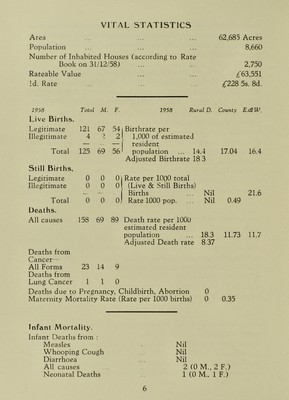 VITAL STATISTICS
Area ... ... ... 62,685 Acres
Population ... ... ... 8,660
Number of Inhabited Houses (according to Rate
Book on 31/12/58) ... ... 2,750
Rateable Value ... ... £63,551
1d. Rate ... ... £228 5s. 8d.
1958 Total M. F. 1958 Rural D. County E.&W.
Live Births.
Legitimate 121 67 54 Birthrate per
Illegitimate 4 2 2 1,000 of estimated
— — — resident
Total 125 69 56 population ... 14.4 17.04 16.4
Adjusted Birthrate 18 3
Still Births,
Legitimate 0 0 0 Rate per 1000 total
Illegitimate 0 0 0 (Live & Still Births)
Births ... Nil 21.6
Total 0 0 0 Rate 1000 pop. ... Nil 0.49
Deaths.
All causes 158 69 89 Death rate per 1000
estimated resident
population ... 18.3 11.73 11.7
Adjusted Death rate 8.37
Deaths from
Cancer—
All Forms 23 14 9
Deaths from
Lung Cancer 1 1 0
Deaths due to Pregnancy, Childbirth, Abortion 0
Maternity Mortality Rate (Rate per 1000 births) 0 0.35
Infant Mortality.
Infant Deaths from :
Measles Nil
Whooping Cough Nil
Diarrhoea Nil
All causes 2 (0 M., 2 F.)
Neonatal Deaths 1 (0 M., 1 F.)
6